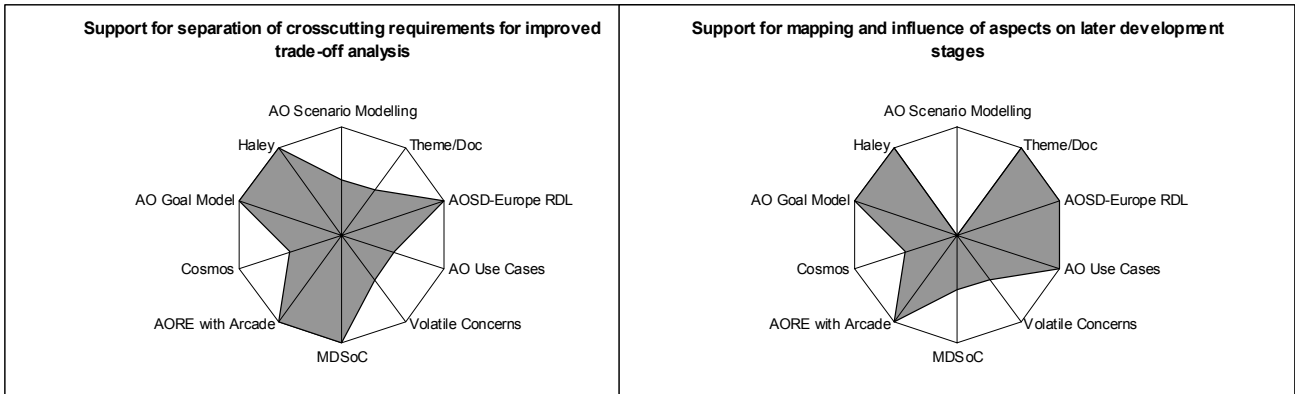 Support for separation of crosscutting requirements for improved
trade-off analysis
AO Scenario Modelling
Haley
Theme/Doc
AO Goal Model
AOSD-Europe RDL
Cosmos
AO Use Cases
AORE with Arcade
Volatile Concerns
MDSoC
Support for mapping and influence of aspects on later development
stages
AO Scenario Modelling
Haley
Theme/Doc
AO Goal Model
AOSD-Europe RDL
Cosmos
AO Use Cases
AORE with Arcade
Volatile Concerns
MDSoC